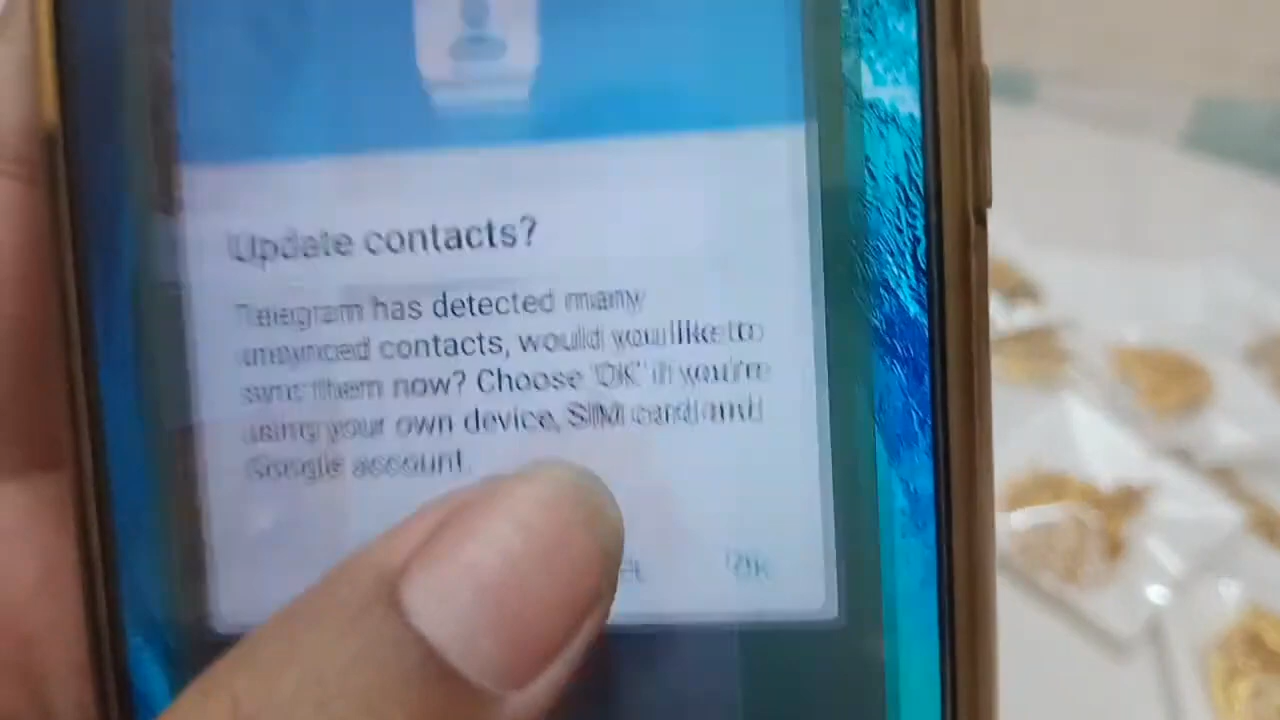 Update contacts?
Telegram has detected many
unsynced contacts, would you like to
sync them now? Choose 'OK' if you're
using your own device, SIM card and
Google account.
OK